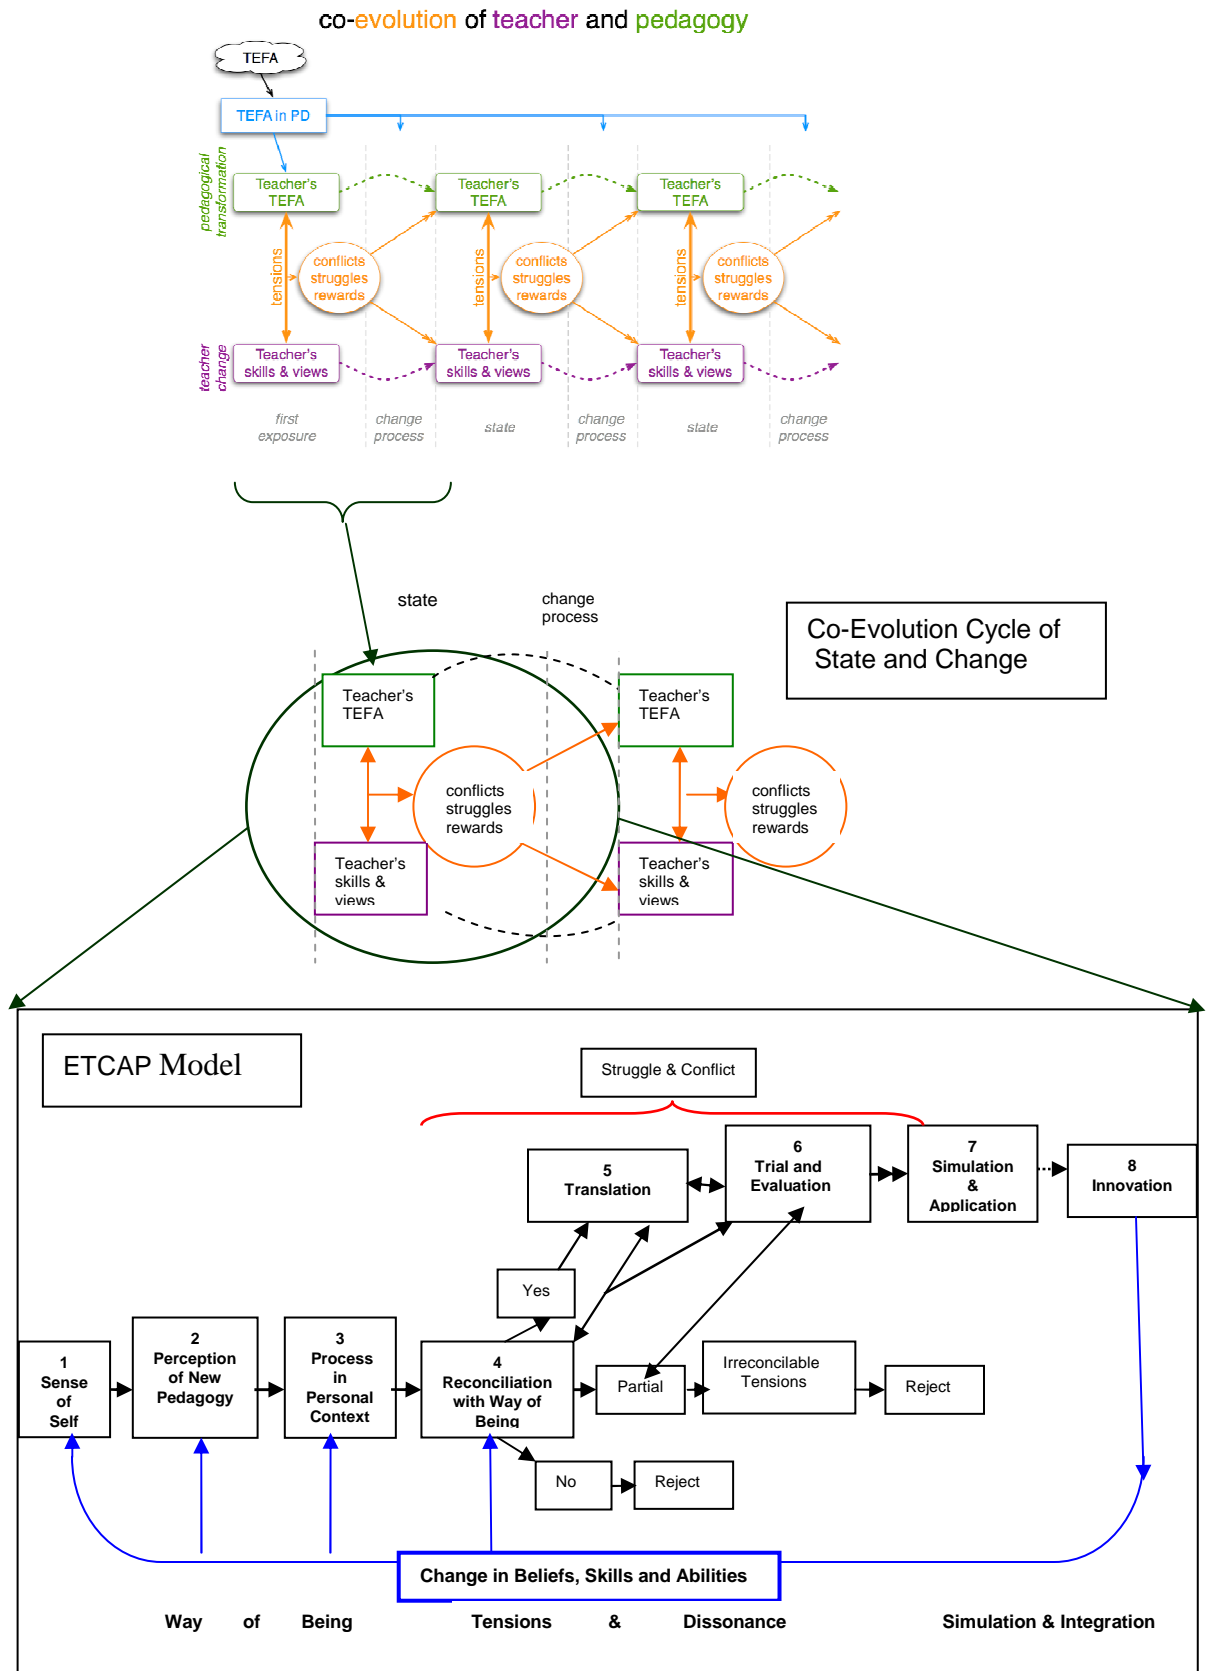 co-evolution of teacher and pedagogy
TEFA
TEFA in PD
pedagogical
transformation
Teacher's
TEFA
Teacher's
TEFA
Teacher's
TEFA
tensions
conflicts
struggles
rewards
tensions
conflicts
struggles
rewards
tensions
conflicts
struggles
rewards
teacher
change
Teacher's
skills & views
Teacher's
skills & views
Teacher's
skills & views
first
exposure
change
process
state
change
process
state
change
process
state
change
process
Co-Evolution Cycle of
State and Change
Teacher's
TEFA
Teacher's
TEFA
conflicts
struggles
rewards
conflicts
struggles
rewards
Teacher's
skills &
views
Teacher's
skills &
views
ETCAP Model
Struggle & Conflict
5
Translation
6
Trial and
Evaluation
7
Simulation
&
Application
8
Innovation
Yes
1
Sense
of
Self
2
Perception
of New
Pedagogy
3
Process
in
Personal
Context
4
Reconciliation
with Way of
Being
Partial
Irreconcilable
Tensions
Reject
No
Reject
Change in Beliefs, Skills and Abilities
Way of Being Tensions & Dissonance Simulation & Integration